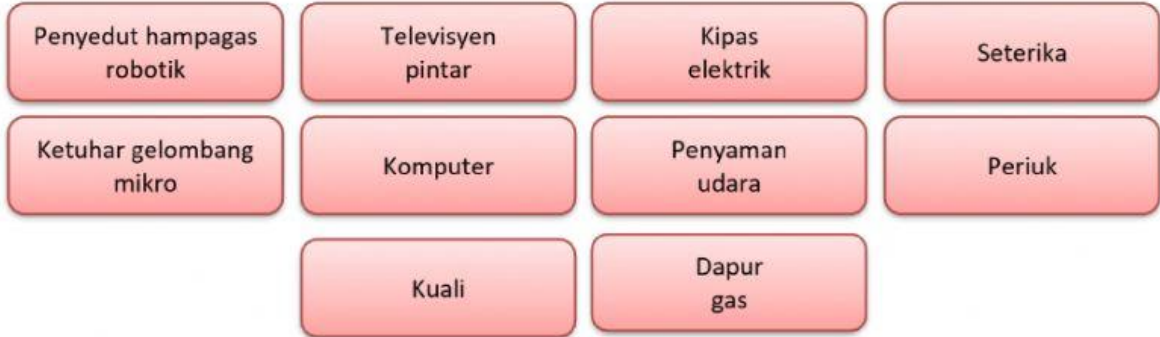 Penyedut hampagas
robotik
Televisyen
pintar
Kipas
elektrik
Seterika
Ketuhar gelombang
mikro
Komputer
Penyaman
udara
Periuk
Kuali
Dapur
gas